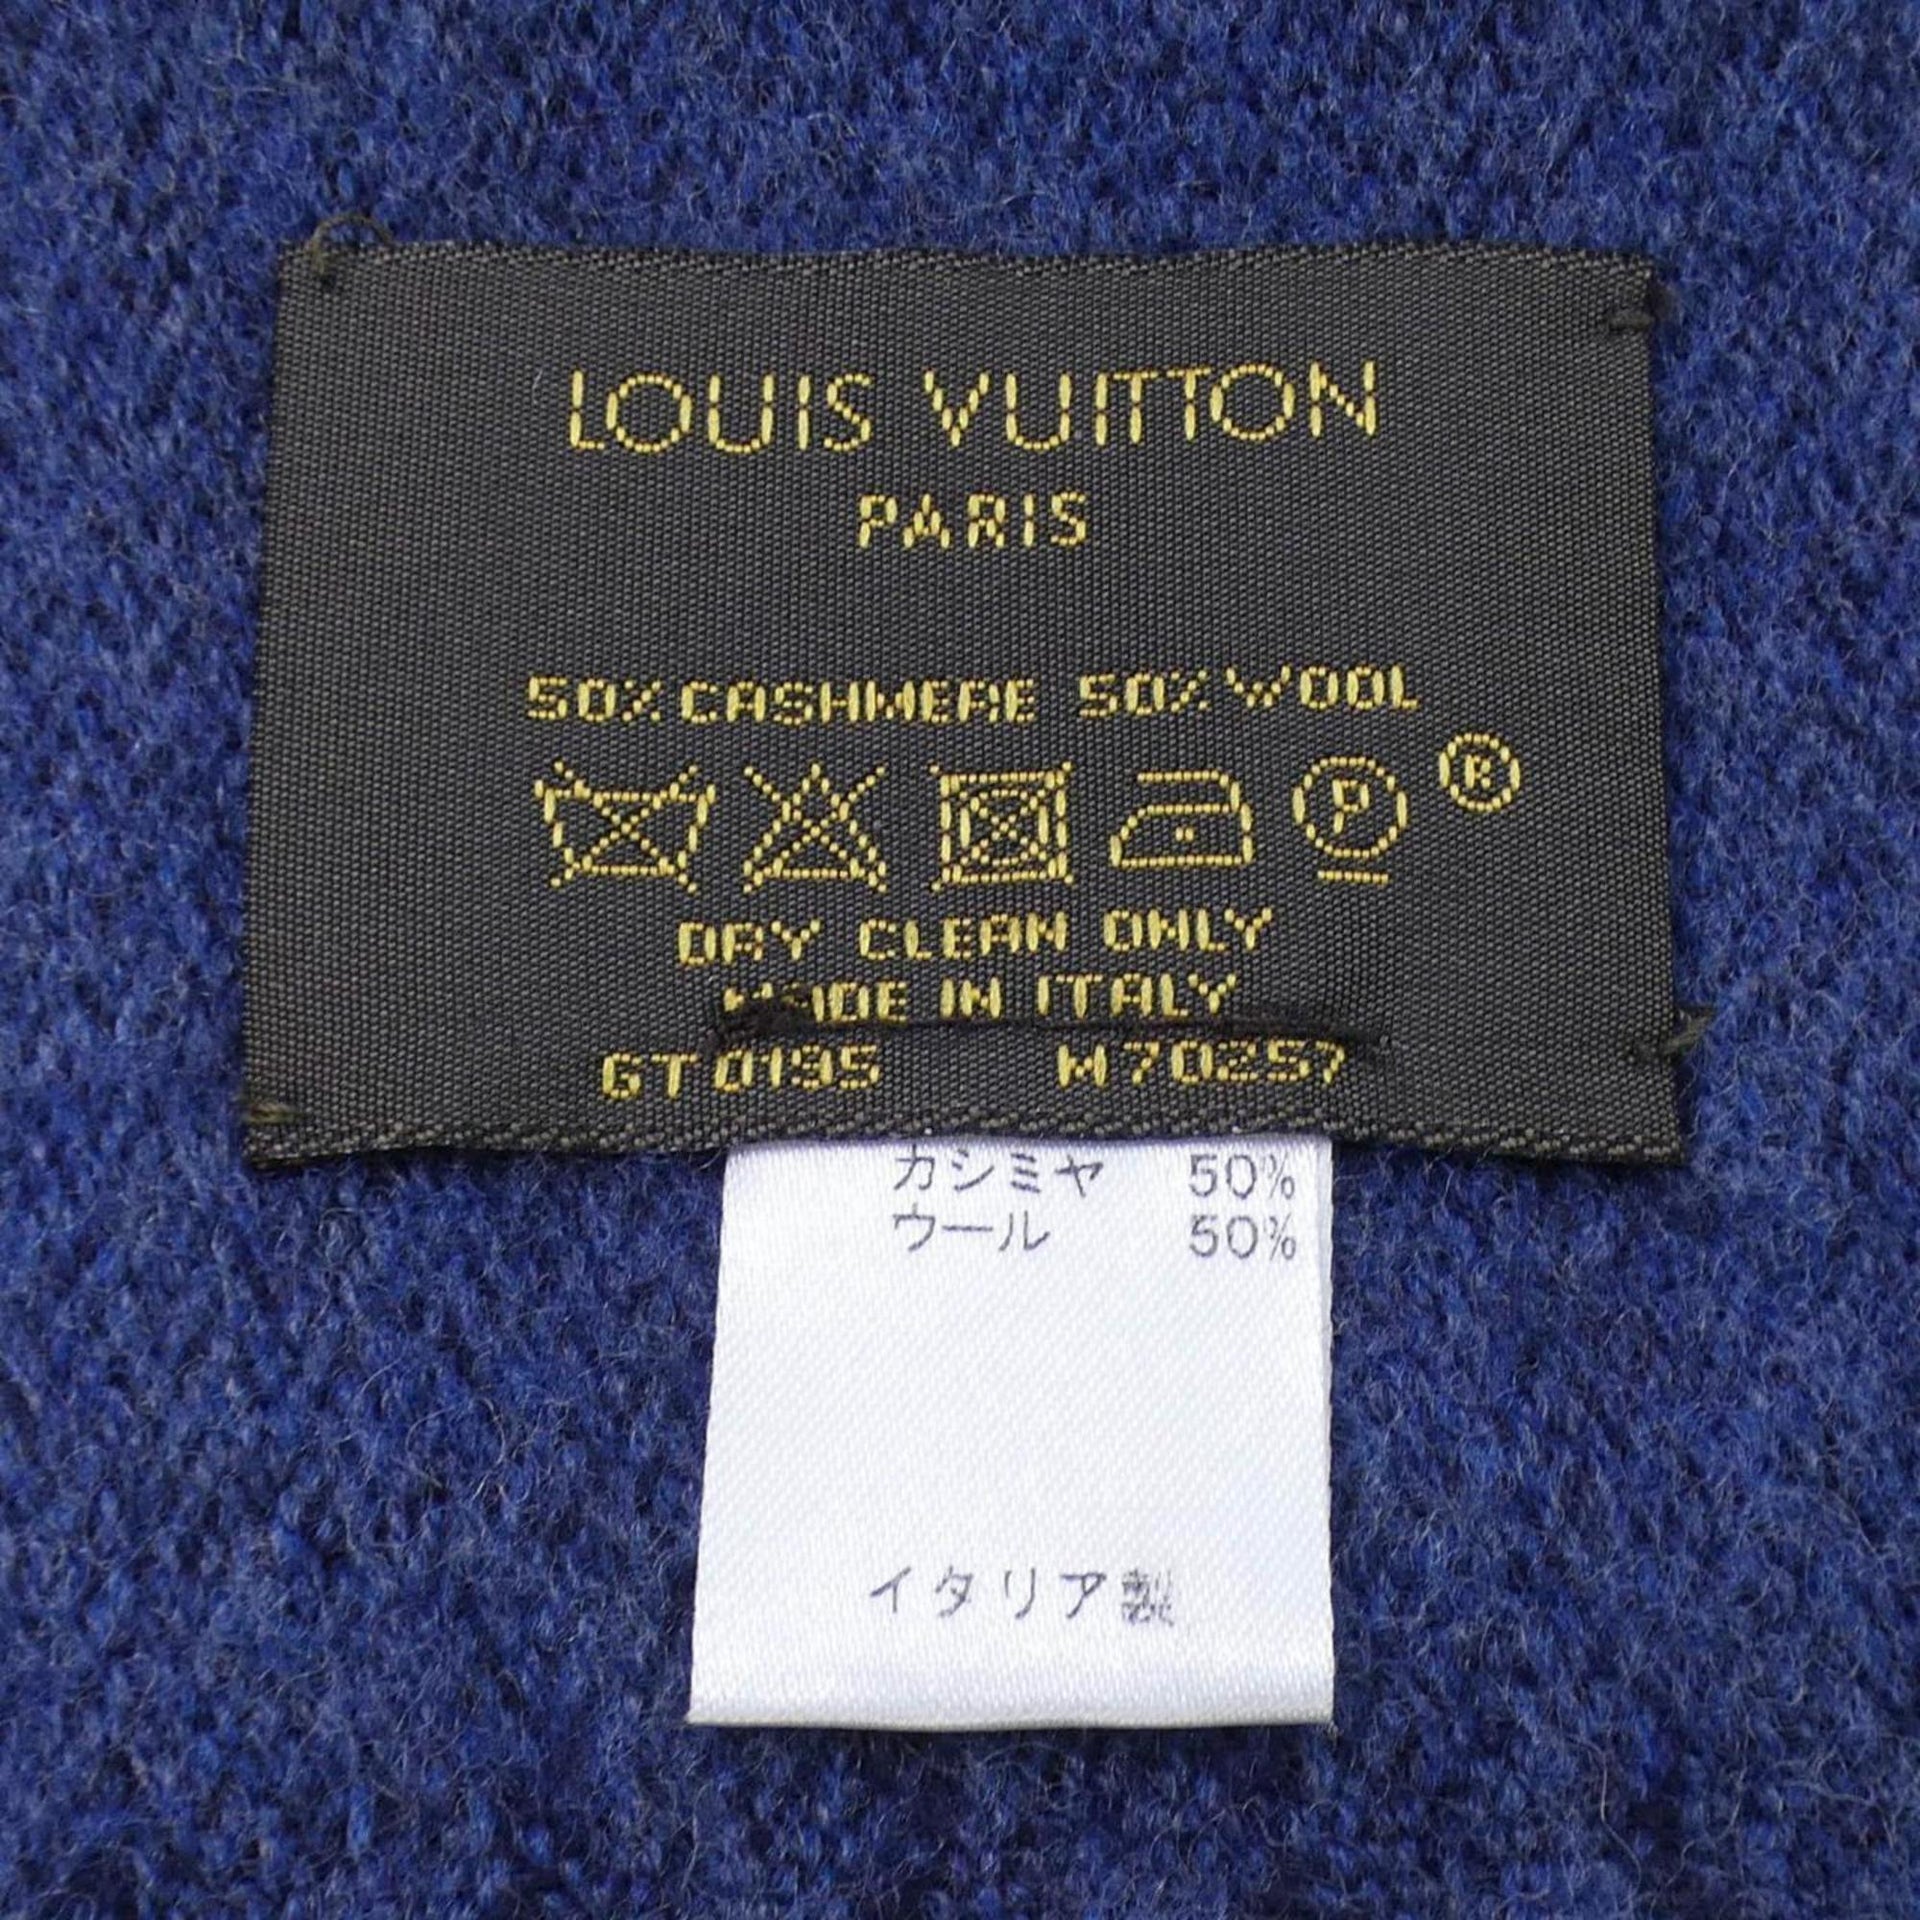 LOUIS VUITTON
PARIS
50% CASHMERE 50% WOOL
P ®
DRY CLEAN ONLY
MADE IN ITALY
GT0195 M70257
カシミヤ 50%
ウール 50%
イタリア製